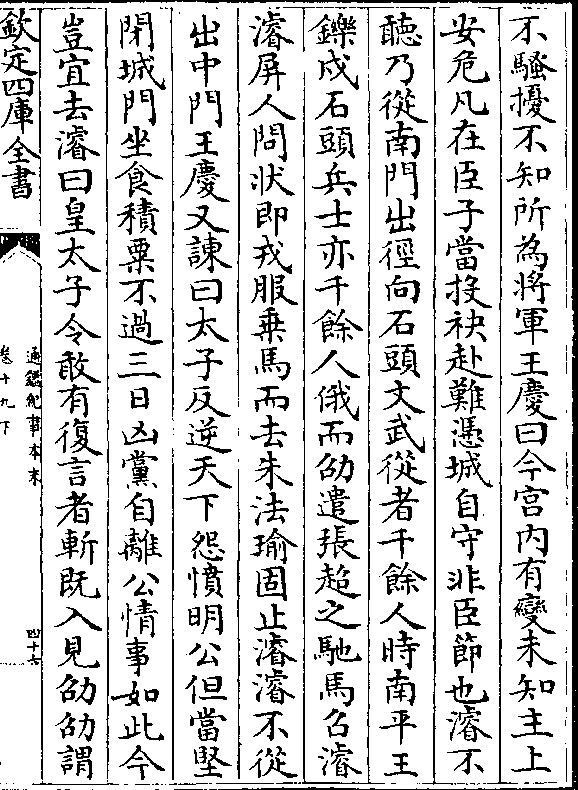 不騷擾不知所為將軍王慶曰今宮内有變未知主上
安危凡在臣子當投袂赴難憑城自守非臣節也濬不
聽乃從南門出徑向石頭文武從者千餘人時南平王
鑠戍石頭兵士亦千餘人俄而劭遣張超之馳馬召濬
濬屏人問狀即戎服乗馬而去朱法瑜固止濬濬不從
出中門王慶又諫曰太子反逆天下怨憤明公但當堅
閉城門坐食積粟不過三日凶黨自離公情事如此今
豈宜去濬曰皇太子令敢有復言者斬既入見劭劭謂
欽定四庫全書
通鑑紀事本末
卷十九下
四十六